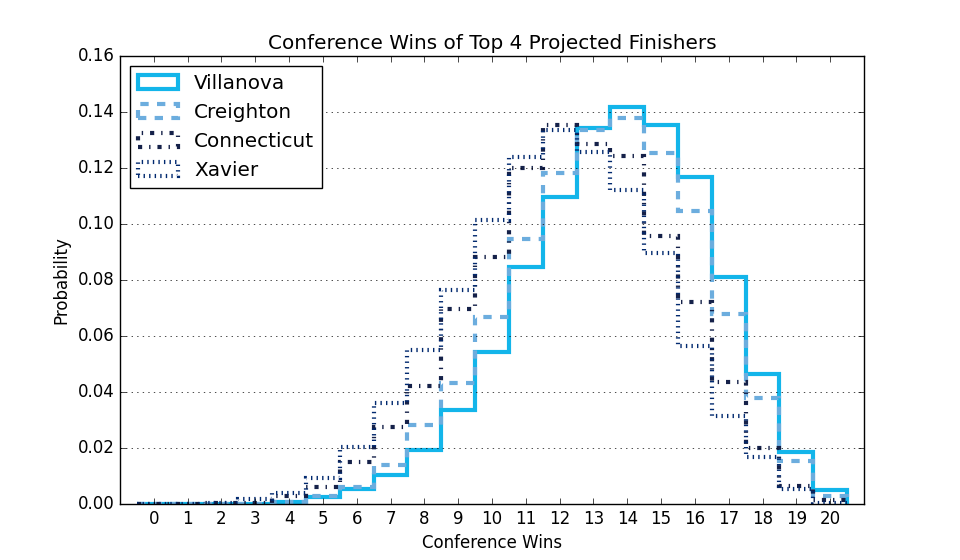 Conference Wins of Top 4 Projected Finishers
0.16
0.14
0.12
0.10
0.08
0.06
0.04
0.02
0.00
Probability
Villanova
Creighton
Connecticut
Xavier
0 1 2 3 4 5 6 7 8 9 10 11 12 13 14 15 16 17 18 19 20
Conference Wins